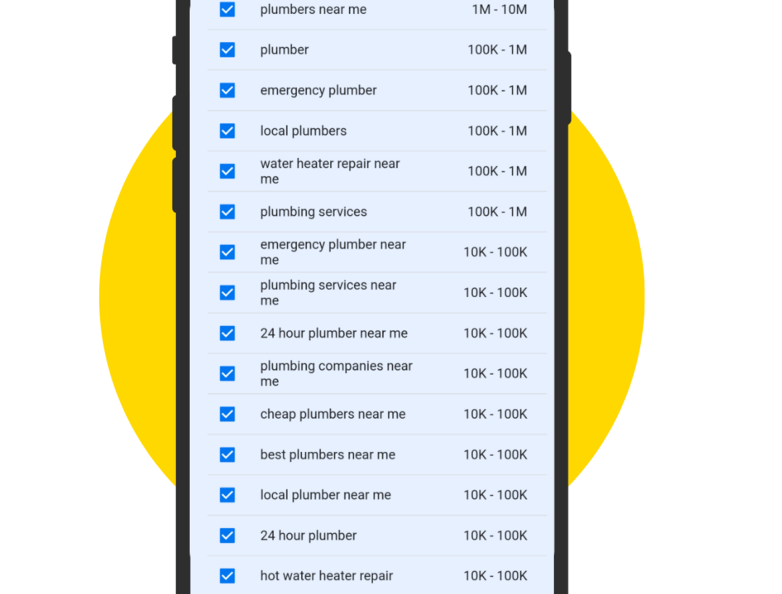 plumbers near me 1M - 10M
plumber 100K - 1M
emergency plumber 100K - 1M
local plumbers 100K - 1M
water heater repair near
me 100K - 1M
plumbing services 100K - 1M
emergency plumber near
me 10K - 100K
plumbing services near
me 10K - 100K
24 hour plumber near me 10K - 100K
plumbing companies near
me 10K - 100K
cheap plumbers near me 10K - 100K
best plumbers near me 10K - 100K
local plumber near me 10K - 100K
24 hour plumber 10K - 100K
hot water heater repair 10K - 100K